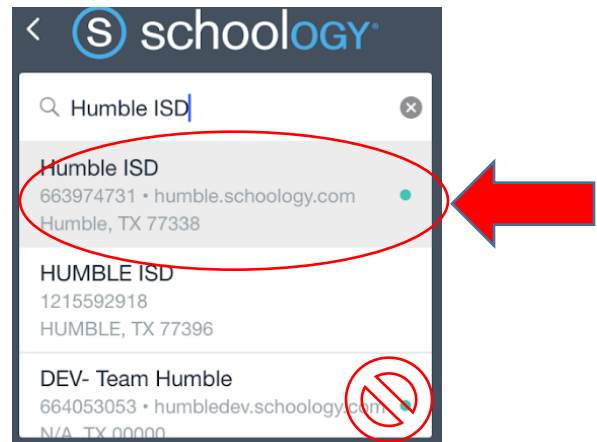 schoology
Humble ISD
Humble ISD
663974731 • humble.schoology.com
Humble, TX 77338
HUMBLE ISD
1215592918
HUMBLE, TX 77396
DEV- Team Humble
664053053 • humbledev.schoology.com
N/A, TX 00000